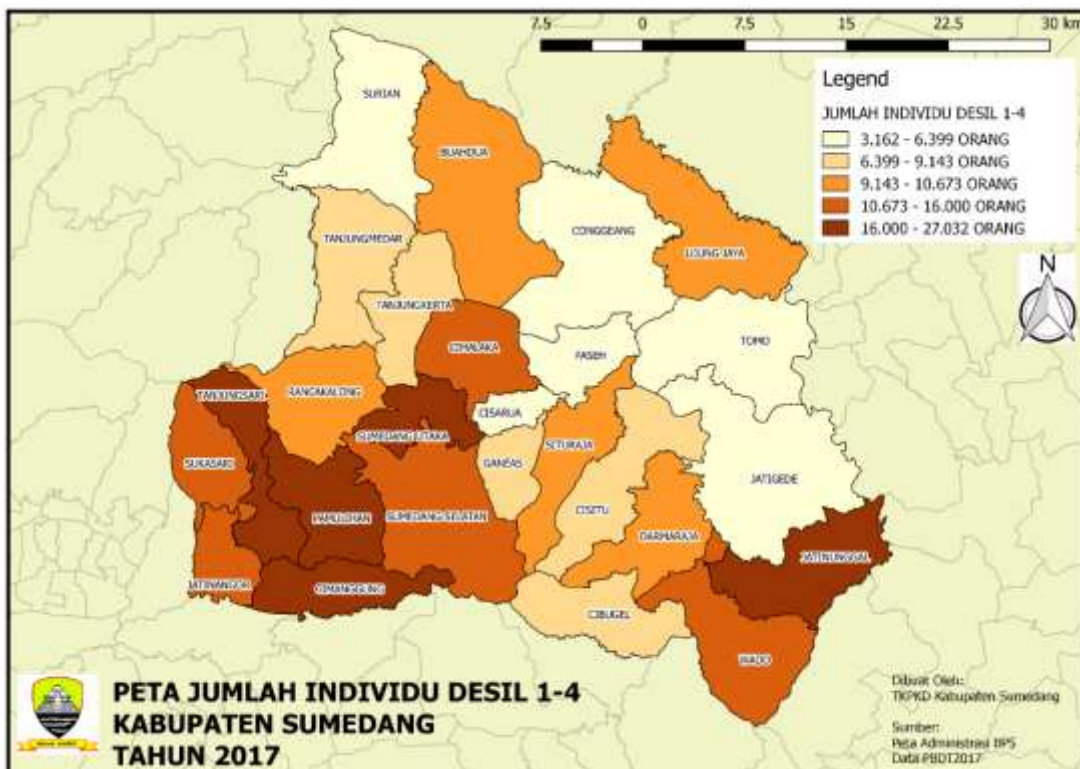 7.5 0 7.5 15 22.5 30 km
Legend
JUMLAH INDIVIDU DESIL 1-4
3.162 - 6.399 ORANG
6.399 - 9.143 ORANG
9.143 - 10.673 ORANG
10.673 - 16.000 ORANG
16.000 - 27.032 ORANG
N
SURIAN
BUAHDUA
CONGGEANG
UJUNG JAYA
TANJUNGMEDAR
TANJUNGKERTA
CIMALAKA
PASEH
TOMO
TANJUNGSARI
RANCAKALONG
CISARUA
SUMEDANG UTARA
SITURAJA
SUKASARI
GANEAS
JATIGEDE
PAMULIHAN
SUMEDANG SELATAN
CISITU
DARMARAJA
JATINUNGGAL
JATINANGOR
CIMANGGUNG
CIBUGEL
WADO
PETA JUMLAH INDIVIDU DESIL 1-4
KABUPATEN SUMEDANG
TAHUN 2017
Dibuat Oleh:
TKPKD Kabupaten Sumedang
Sumber:
Peta Administrasi BPS
Data PBDT2017